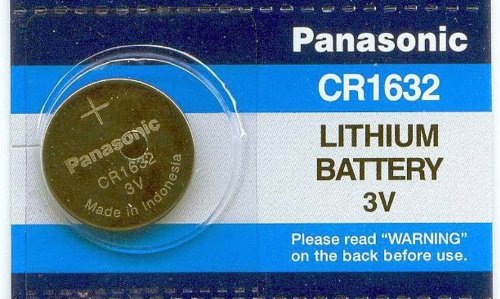 Panasonic
CR1632
LITHIUM
BATTERY
3V
Please read "WARNING"
on the back before use.
+
Panasonic
CR1632
3V
Made in Indonesia